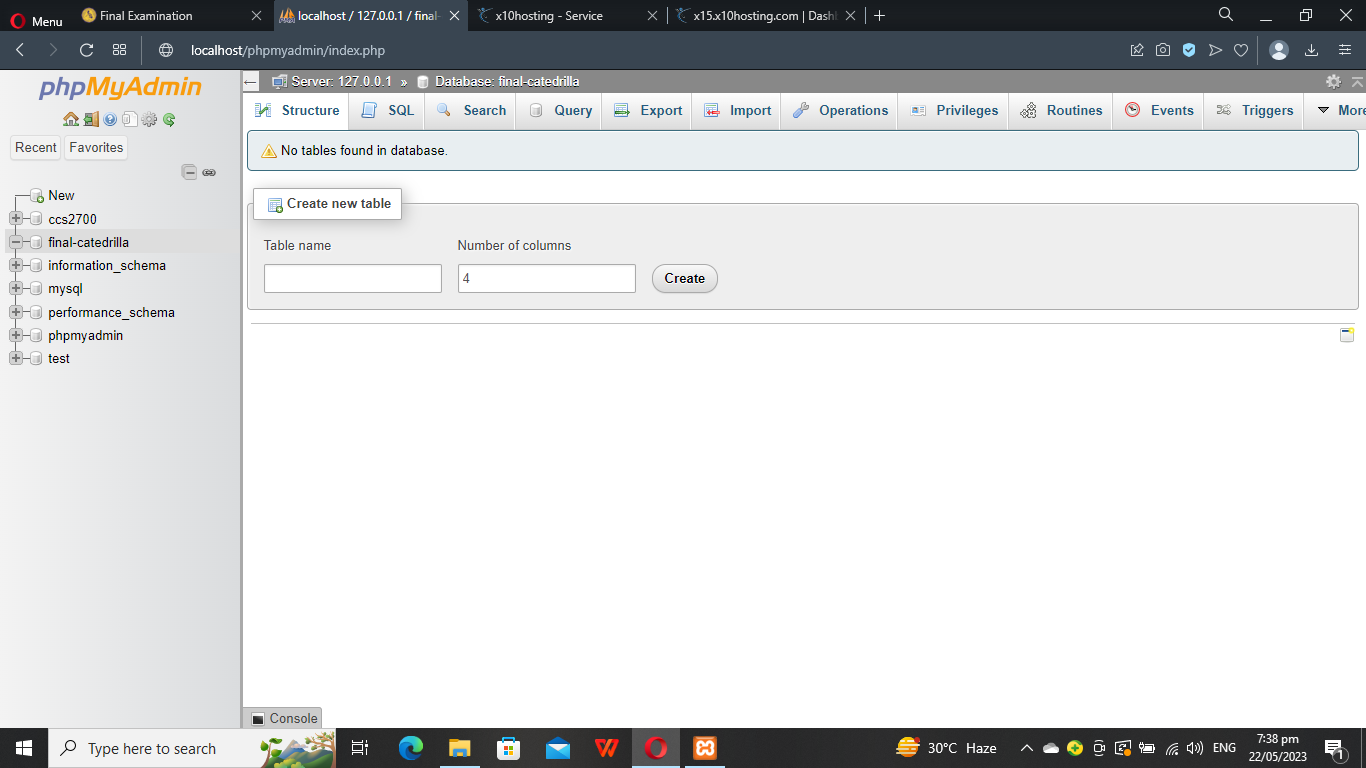 Menu
Final Examination
localhost / 127.0.0.1 / final-
x10hosting - Service
x15.x10hosting.com | Dash
localhost/phpmyadmin/index.php
phpMyAdmin
Recent
Favorites
New
ccs2700
final-catedrilla
information_schema
mysql
performance_schema
phpmyadmin
test
Server: 127.0.0.1 » Database: final-catedrilla
Structure
SQL
Search
Query
Export
Import
Operations
Privileges
Routines
Events
Triggers
More
No tables found in database.
Create new table
Table name
Number of columns
4
Create
Console
Type here to search
30°C Haze
ENG
7:38 pm
22/05/2023
1